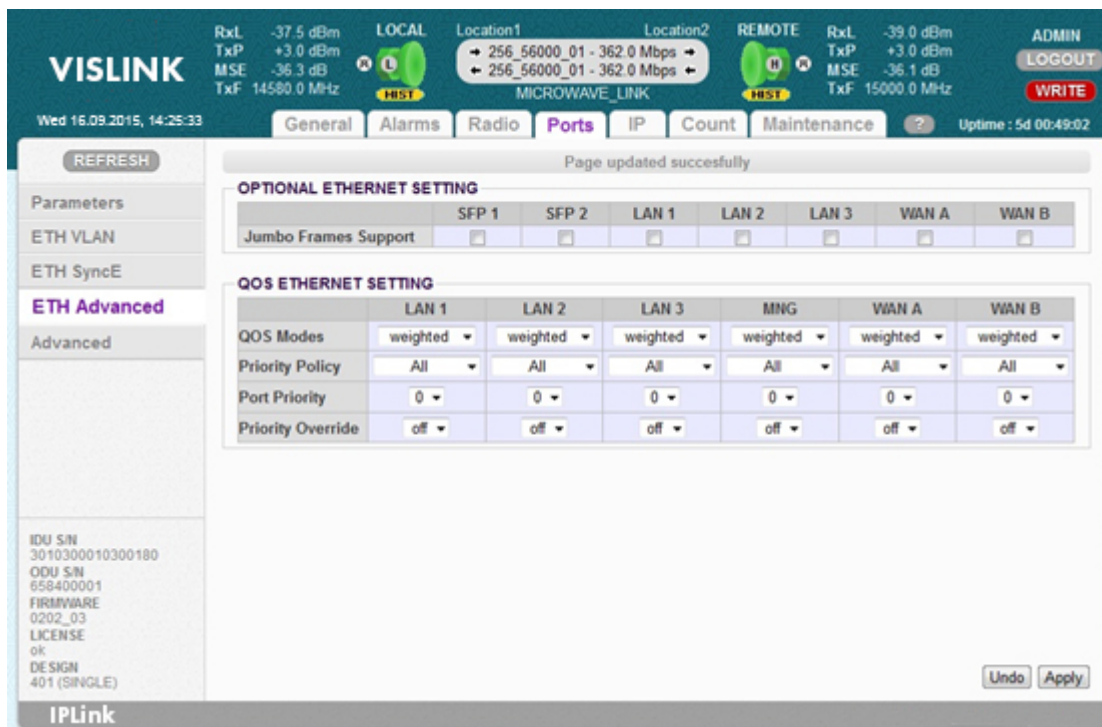 VISLINK
RxL -37.5 dBm
TxP +3.0 dBm
MSE -36.3 dB
TxF 14580.0 MHz
LOCAL
R L
HIST
Location1 Location2
→ 256_56000_01 - 362.0 Mbps →
← 256_56000_01 - 362.0 Mbps ←
MICROWAVE_LINK
REMOTE
H R
HIST
RxL -39.0 dBm
TxP +3.0 dBm
MSE -36.1 dB
TxF 15000.0 MHz
ADMIN
LOGOUT
WRITE
Wed 16.09.2015, 14:25:33
General Alarms Radio Ports IP Count Maintenance ? Uptime : 5d 00:49:02
REFRESH
Parameters
ETH VLAN
ETH SyncE
ETH Advanced
Advanced
Page updated succesfully
OPTIONAL ETHERNET SETTING
SFP 1 SFP 2 LAN 1 LAN 2 LAN 3 WAN A WAN B
Jumbo Frames Support
QOS ETHERNET SETTING
LAN 1 LAN 2 LAN 3 MNG WAN A WAN B
QOS Modes weighted weighted weighted weighted weighted weighted
Priority Policy All All All All All All
Port Priority 0 0 0 0 0 0
Priority Override off off off off off off
IDU S/N
3010300010300180
ODU S/N
658400001
FIRMWARE
0202_03
LICENSE
ok
DESIGN
401 (SINGLE)
Undo Apply
IPLink